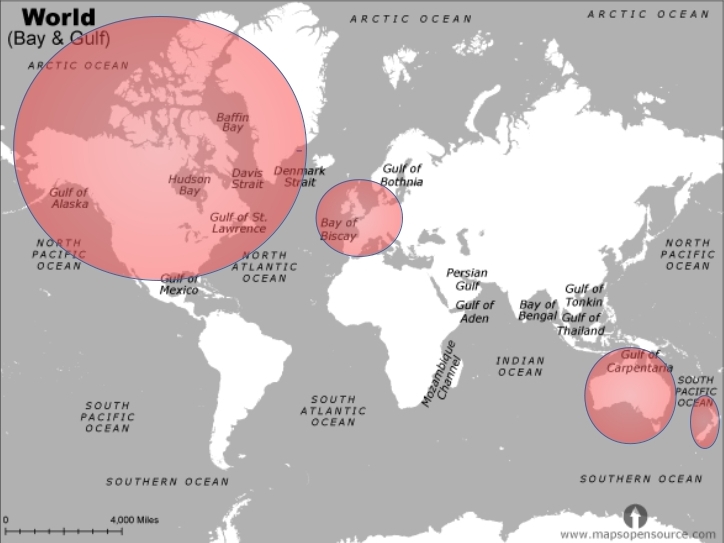 World
(Bay & Gulf)
ARCTIC OCEAN
ARCTIC OCEAN
ARCTIC OCEAN
Baffin
Bay
Hudson
Bay
Davis
Strait
Denmark
Strait
Gulf of
Bothnia
Gulf of
Alaska
Gulf of St.
Lawrence
Bay of
Biscay
NORTH
PACIFIC
OCEAN
NORTH
ATLANTIC
OCEAN
NORTH
PACIFIC
OCEAN
Gulf of
Mexico
Persian
Gulf
Gulf of
Aden
Bay of
Bengal
Gulf of
Tonkin
Gulf of
Thailand
Mozambique
Channel
INDIAN
OCEAN
Gulf of
Carpentaria
SOUTH
PACIFIC
OCEAN
SOUTH
PACIFIC
OCEAN
SOUTH
ATLANTIC
OCEAN
SOUTHERN OCEAN
SOUTHERN OCEAN
0 4,000 Miles
www.mapsopensource.com